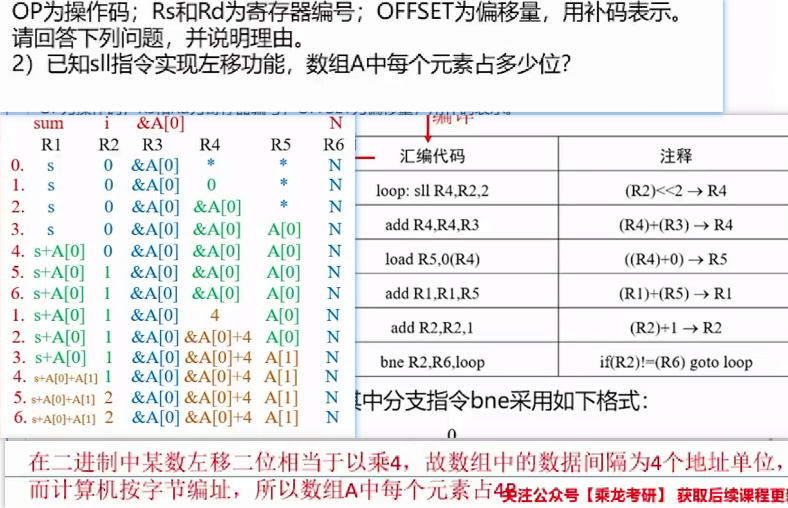 OP为操作码；Rs和Rd为寄存器编号；OFFSET为偏移量，用补码表示。
请回答下列问题，并说明理由。
2）已知sll指令实现左移功能，数组A中每个元素占多少位？
sum i &A[0] N
R1 R2 R3 R4 R5 R6
0. s 0 &A[0] * * N
1. s 0 &A[0] 0 * N
2. s 0 &A[0] &A[0] * N
3. s 0 &A[0] &A[0] A[0] N
4. s+A[0] 0 &A[0] &A[0] A[0] N
5. s+A[0] 1 &A[0] &A[0] A[0] N
6. s+A[0] 1 &A[0] &A[0] A[0] N
1. s+A[0] 1 &A[0] 4 A[0] N
2. s+A[0] 1 &A[0] &A[0]+4 A[0] N
3. s+A[0] 1 &A[0] &A[0]+4 A[1] N
4. s+A[0]+A[1] 1 &A[0] &A[0]+4 A[1] N
5. s+A[0]+A[1] 2 &A[0] &A[0]+4 A[1] N
6. s+A[0]+A[1] 2 &A[0] &A[0]+4 A[1] N
编译
汇编代码 注释
loop: sll R4,R2,2 (R2)<<2 → R4
add R4,R4,R3 (R4)+(R3) → R4
load R5,0(R4) ((R4)+0) → R5
add R1,R1,R5 (R1)+(R5) → R1
add R2,R2,1 (R2)+1 → R2
bne R2,R6,loop if(R2)!=(R6) goto loop
其中分支指令bne采用如下格式：
在二进制中某数左移二位相当于以乘4，故数组中的数据间隔为4个地址单位，
而计算机按字节编址，所以数组A中每个元素占4B
关注公众号【乘龙考研】 获取后续课程更新